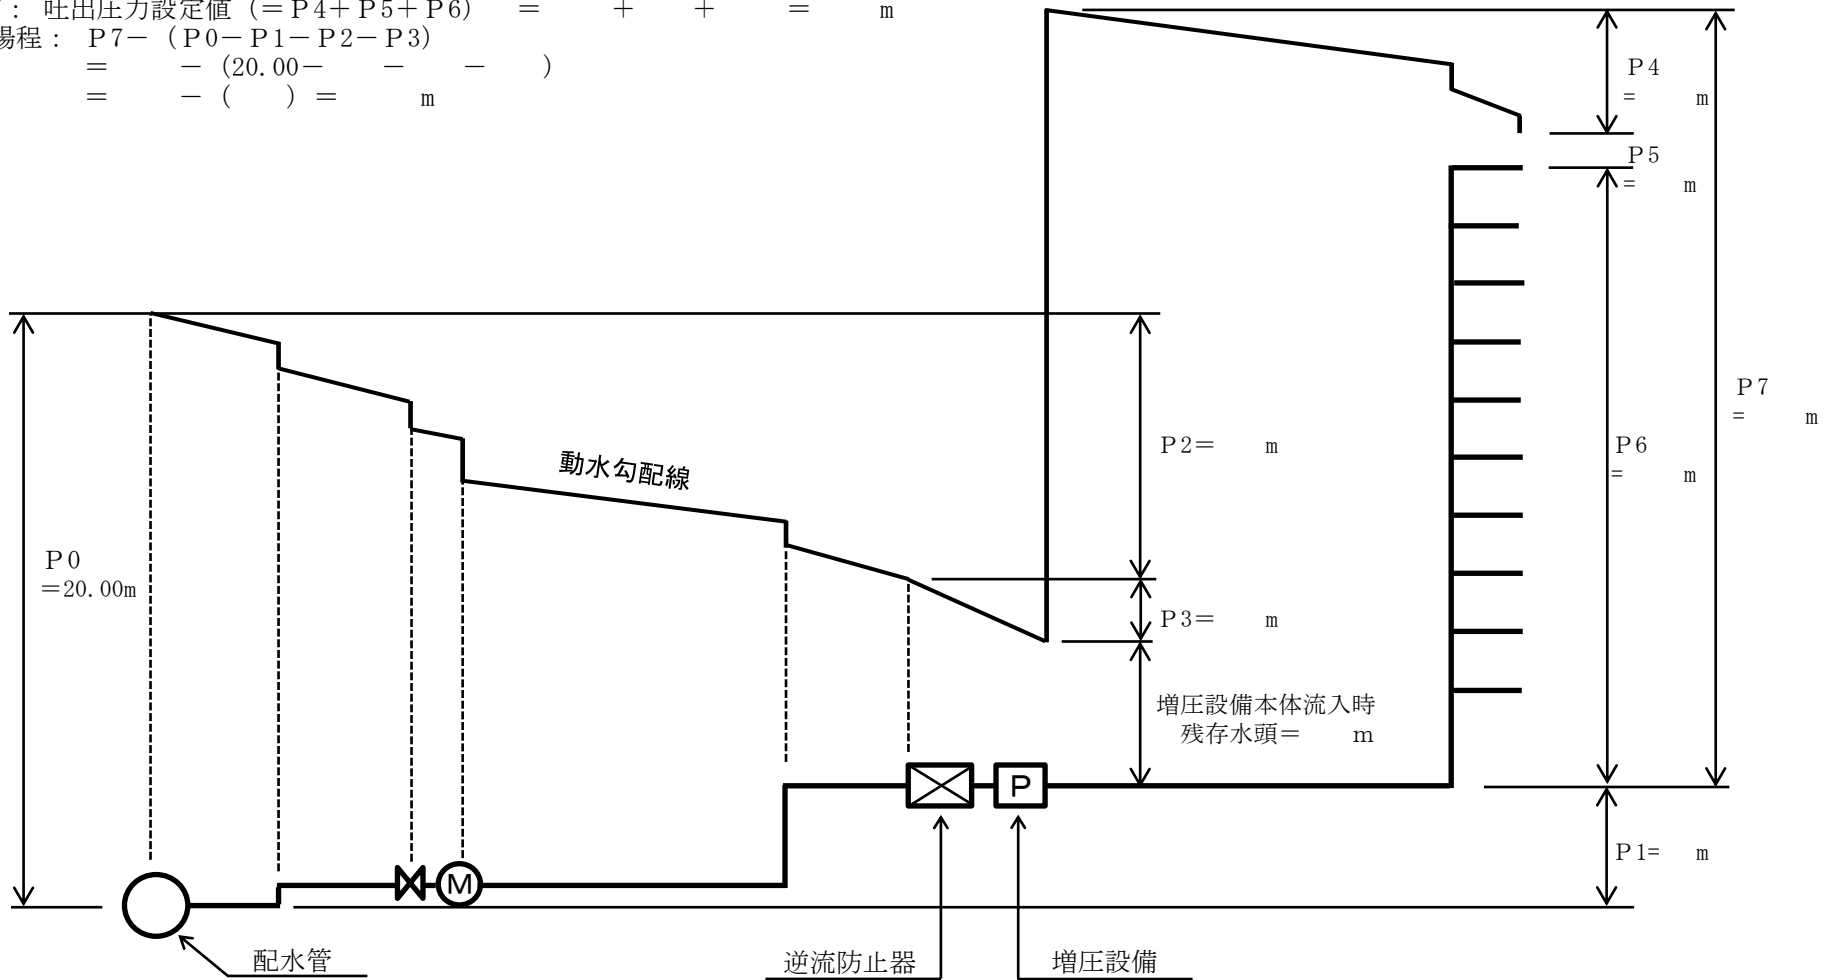 ： 吐出圧力設定値（＝Ｐ4＋Ｐ5＋Ｐ6） ＝ ＋ ＋ ＝ m
揚程： Ｐ7－（Ｐ0－Ｐ1－Ｐ2－Ｐ3）
＝ －（20.00－ － － ）
＝ －（ ）＝ m
Ｐ4
= m
Ｐ5
= m
Ｐ7
= m
Ｐ6
= m
Ｐ2＝ m
動水勾配線
Ｐ0
＝20.00m
Ｐ3＝ m
増圧設備本体流入時
残存水頭＝ ｍ
P
Ｐ1= m
M
配水管
逆流防止器
増圧設備